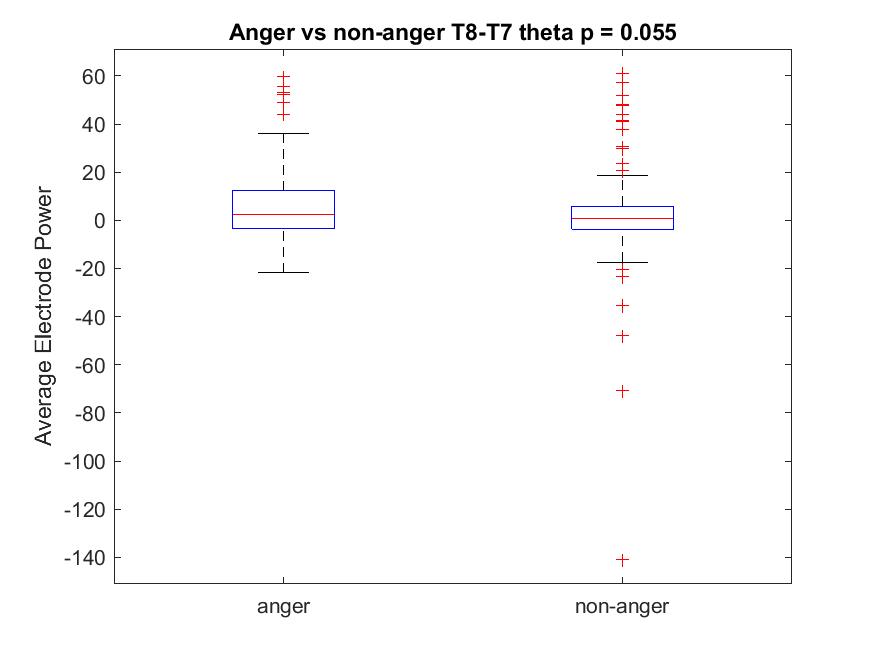 Anger vs non-anger T8-T7 theta p = 0.055
Average Electrode Power
60
40
20
0
-20
-40
-60
-80
-100
-120
-140
anger
non-anger